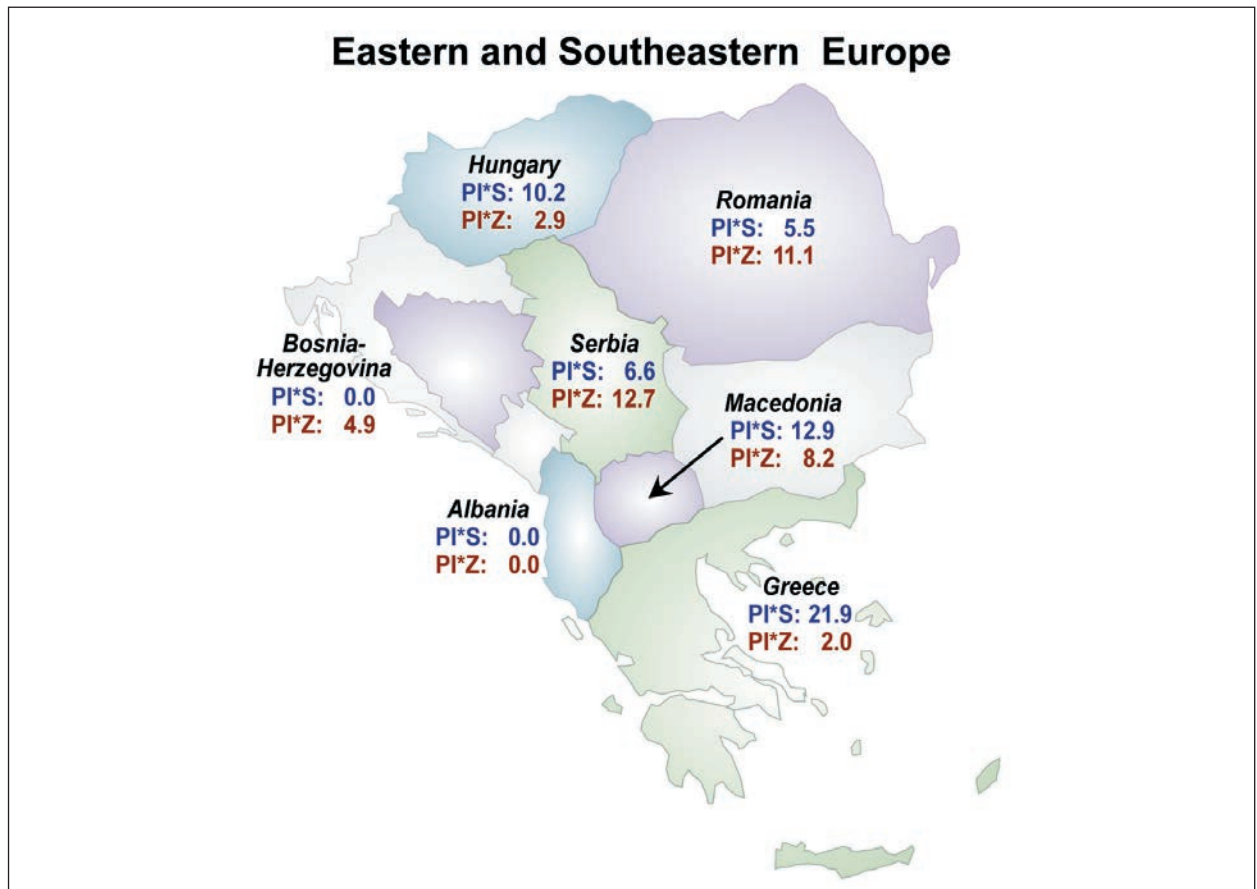 Eastern and Southeastern Europe
Hungary
PI*S: 10.2
PI*Z: 2.9
Romania
PI*S: 5.5
PI*Z: 11.1
Bosnia-
Herzegovina
PI*S: 0.0
PI*Z: 4.9
Serbia
PI*S: 6.6
PI*Z: 12.7
Macedonia
PI*S: 12.9
PI*Z: 8.2
Albania
PI*S: 0.0
PI*Z: 0.0
Greece
PI*S: 21.9
PI*Z: 2.0